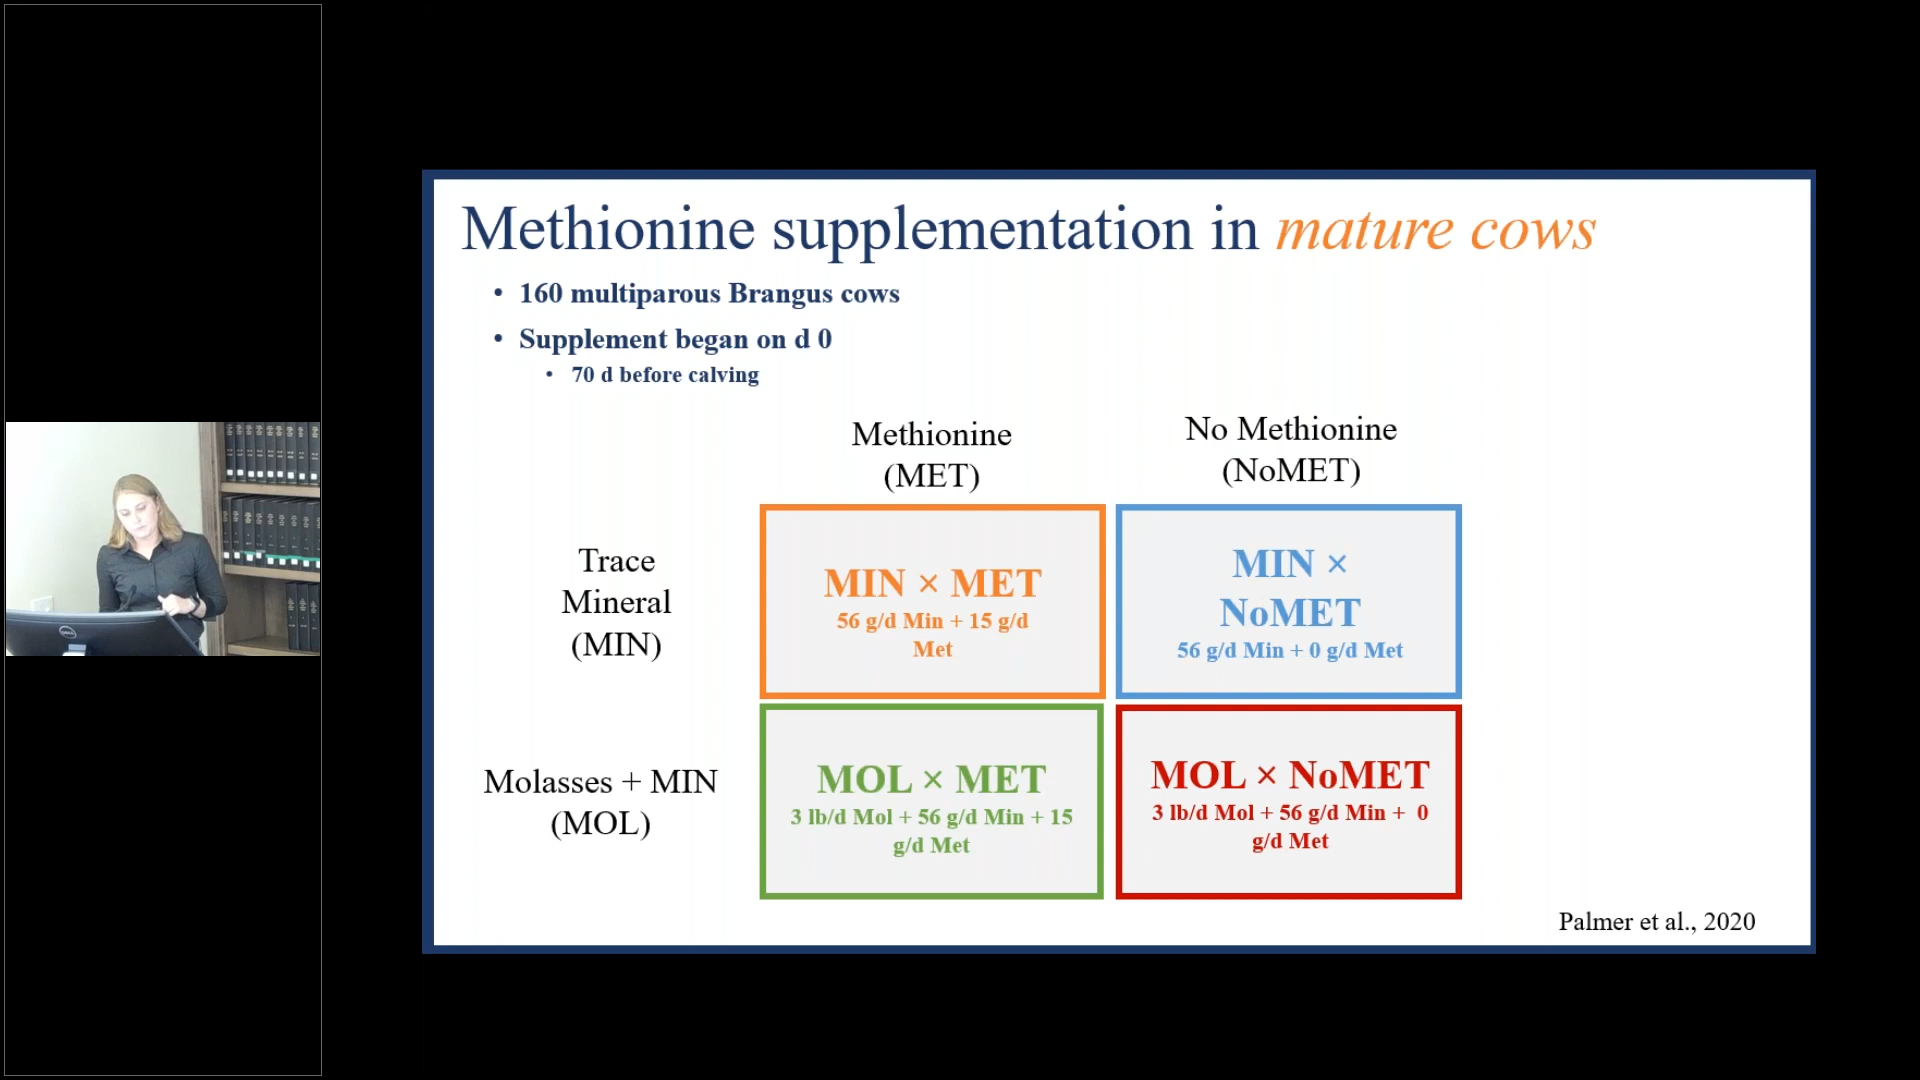 Methionine supplementation in mature cows
• 160 multiparous Brangus cows
• Supplement began on d 0
• 70 d before calving
Methionine
(MET)
No Methionine
(NoMET)
Trace
Mineral
(MIN)
MIN × MET
56 g/d Min + 15 g/d
Met
MIN ×
NoMET
56 g/d Min + 0 g/d Met
Molasses + MIN
(MOL)
MOL × MET
3 lb/d Mol + 56 g/d Min + 15
g/d Met
MOL × NoMET
3 lb/d Mol + 56 g/d Min + 0
g/d Met
Palmer et al., 2020
DELL